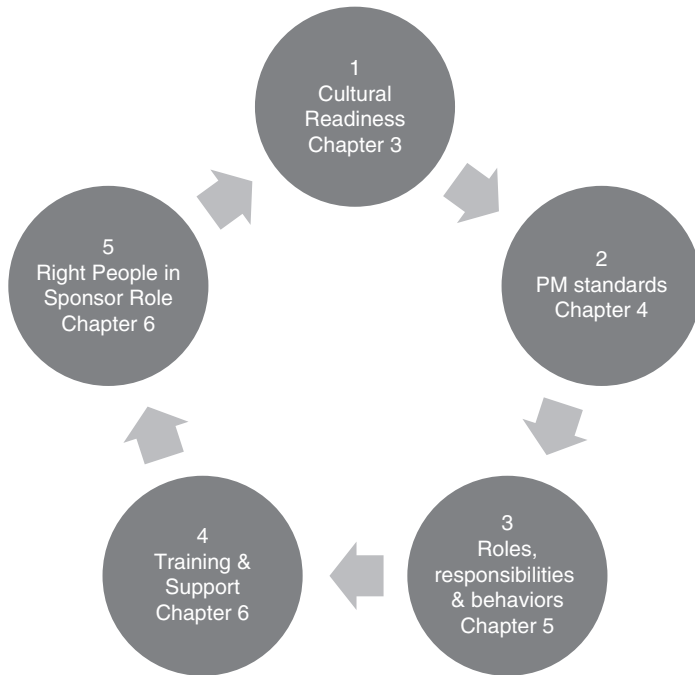 1
Cultural
Readiness
Chapter 3
2
PM standards
Chapter 4
3
Roles,
responsibilities
& behaviors
Chapter 5
4
Training &
Support
Chapter 6
5
Right People in
Sponsor Role
Chapter 6